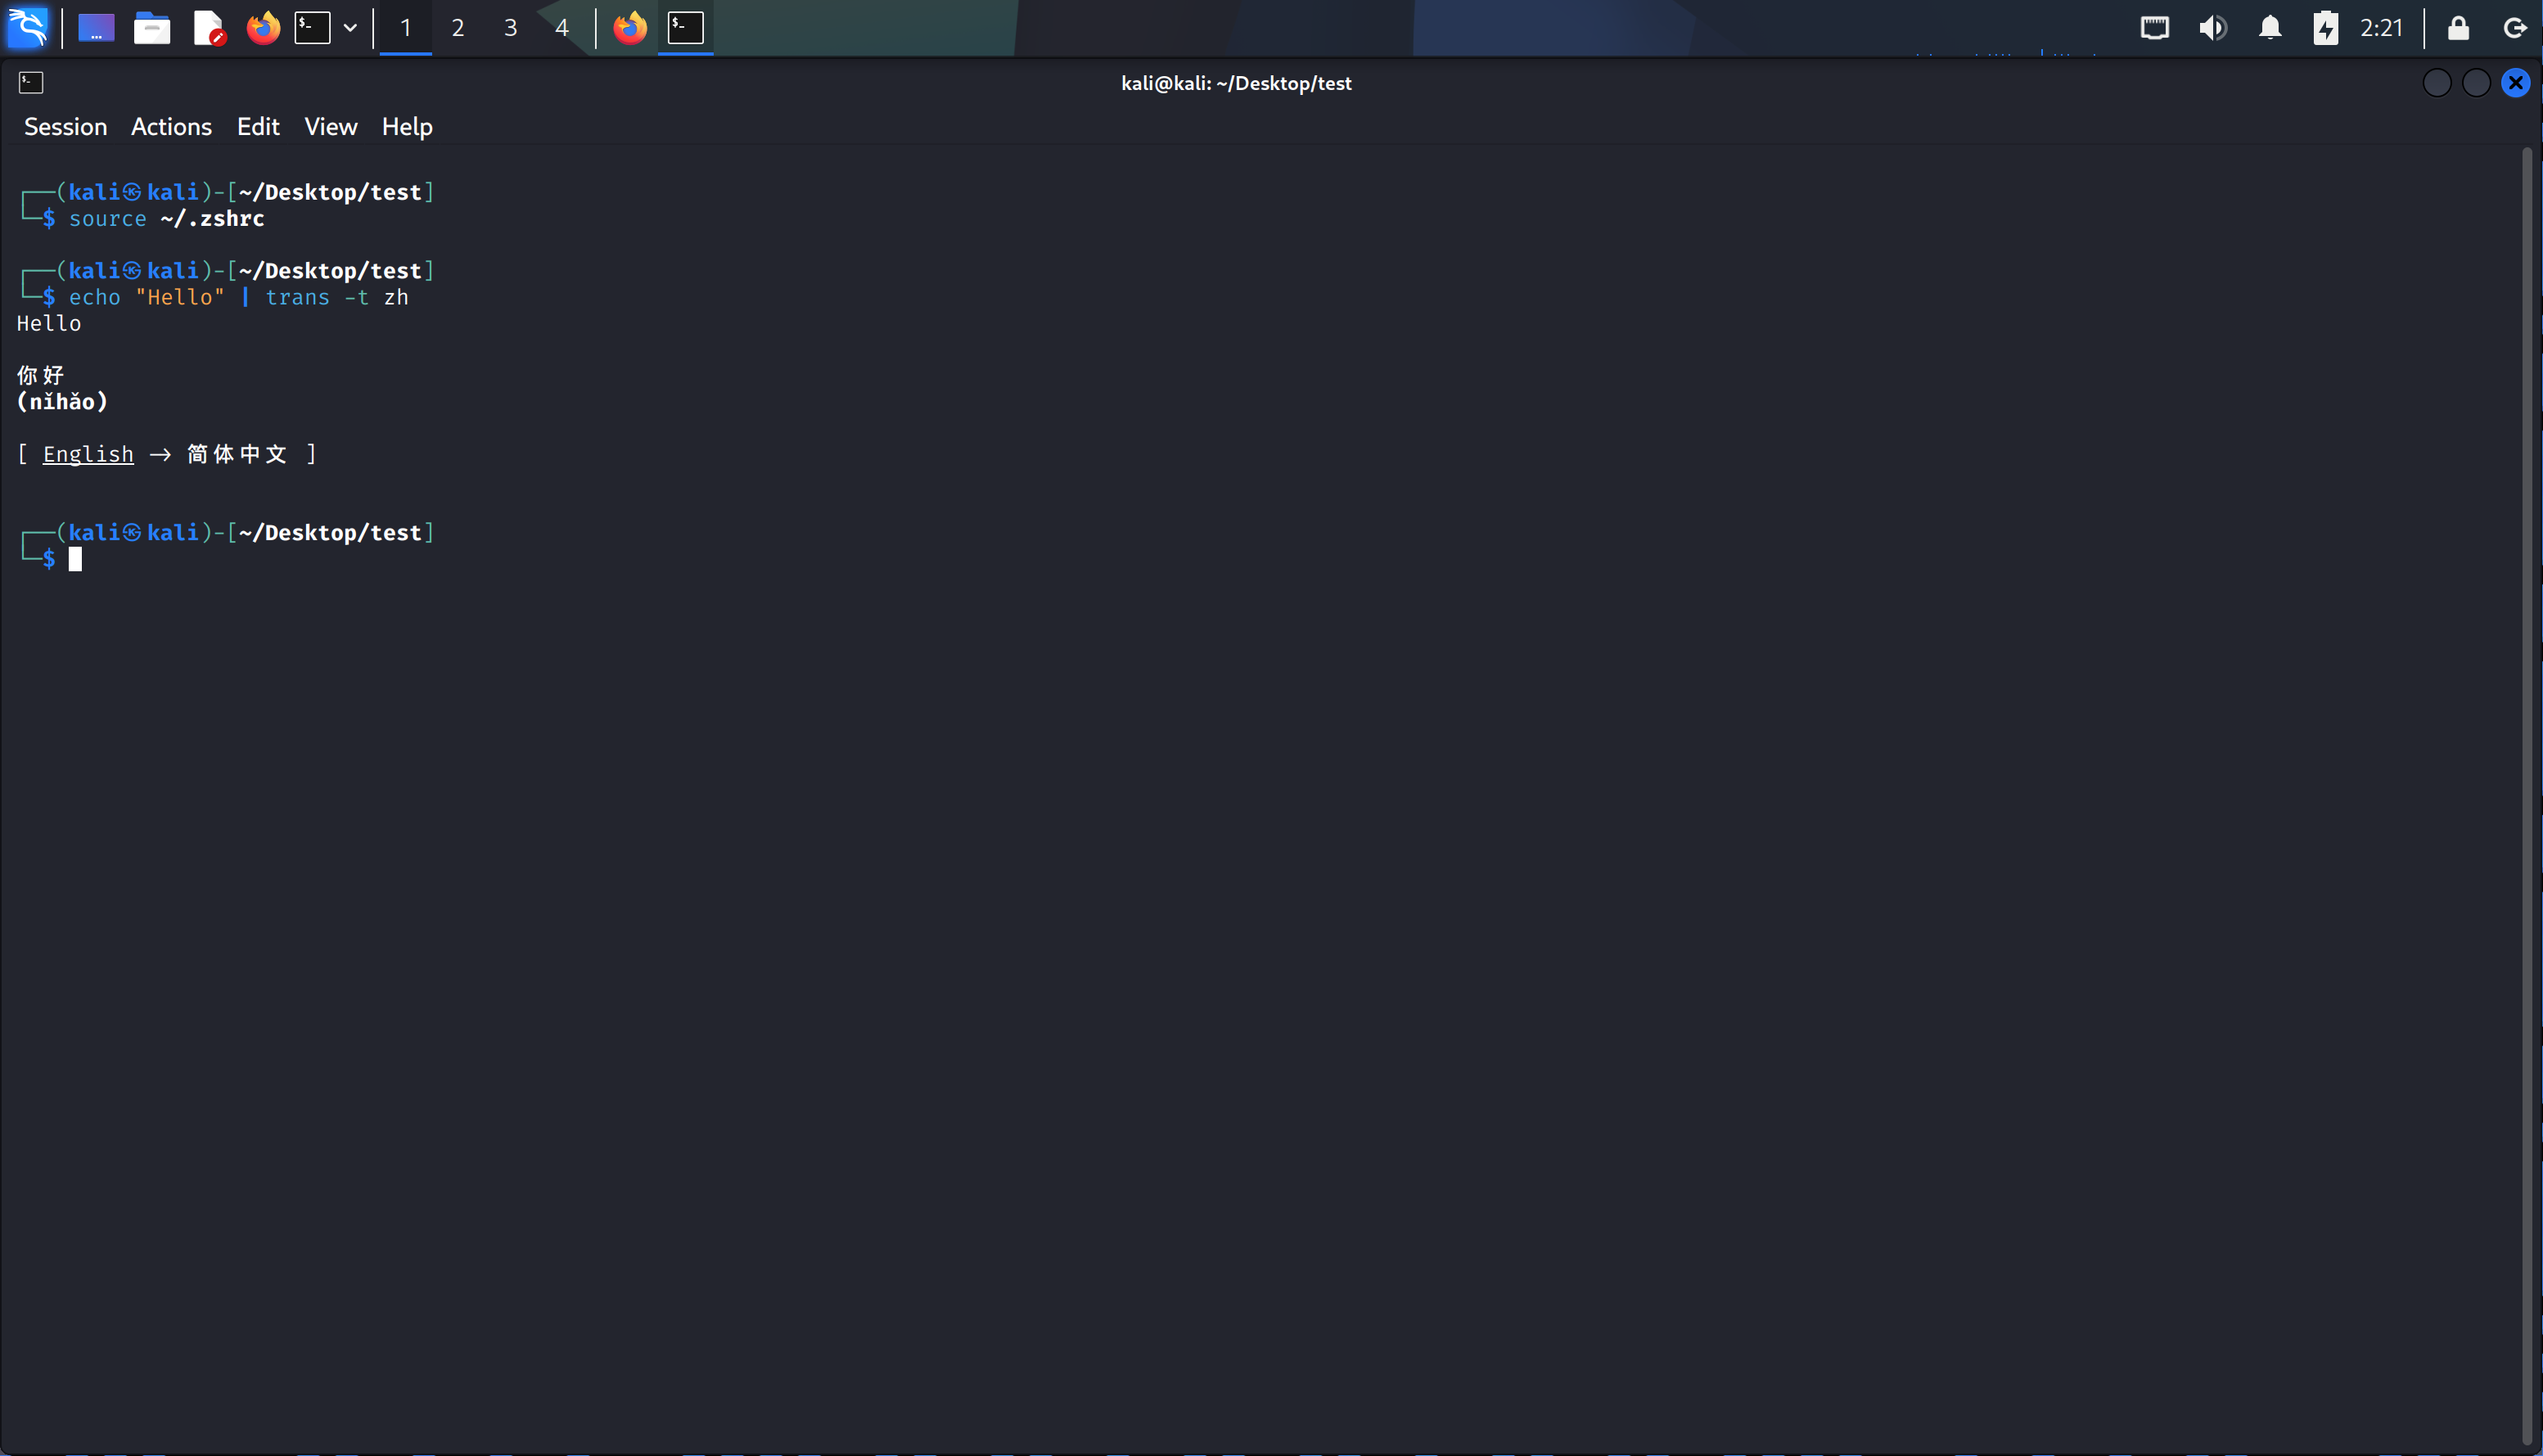 1 2 3 4 2:21
kali@kali: ~/Desktop/test
Session Actions Edit View Help
┌──(kali㉿kali)-[~/Desktop/test]
└─$ source ~/.zshrc
┌──(kali㉿kali)-[~/Desktop/test]
└─$ echo "Hello" | trans -t zh
Hello
你好
(nǐhǎo)
[ English -> 简体中文 ]
┌──(kali㉿kali)-[~/Desktop/test]
└─$